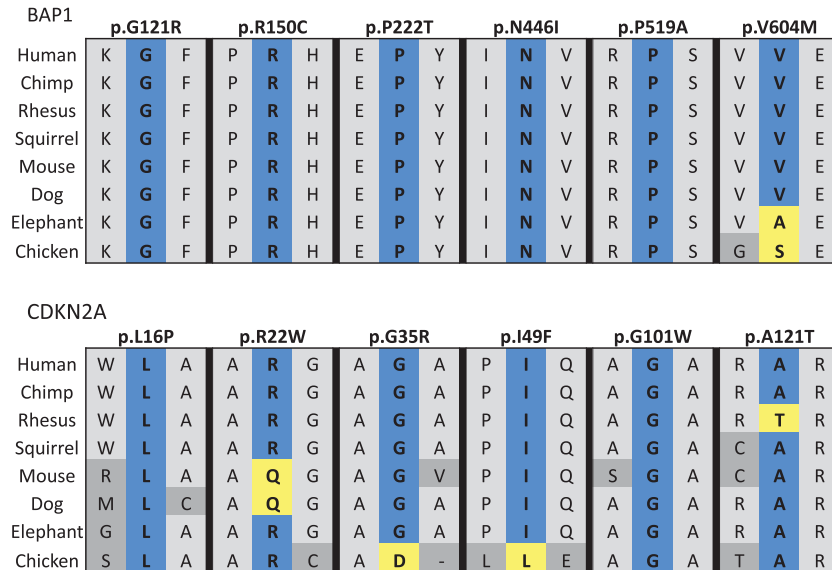 BAP1
p.G121R p.R150C p.P222T p.N446I p.P519A p.V604M
Human K G F P R H E P Y I N V R P S V V E
Chimp K G F P R H E P Y I N V R P S V V E
Rhesus K G F P R H E P Y I N V R P S V V E
Squirrel K G F P R H E P Y I N V R P S V V E
Mouse K G F P R H E P Y I N V R P S V V E
Dog K G F P R H E P Y I N V R P S V V E
Elephant K G F P R H E P Y I N V R P S V A E
Chicken K G F P R H E P Y I N V R P S G S E
CDKN2A
p.L16P p.R22W p.G35R p.I49F p.G101W p.A121T
Human W L A A R G A G A P I Q A G A R A R
Chimp W L A A R G A G A P I Q A G A R A R
Rhesus W L A A R G A G A P I Q A G A R T R
Squirrel W L A A R G A G A P I Q A G A C A R
Mouse R L A A Q G A G V P I Q S G A C A R
Dog M L C A Q G A G A P I Q A G A R A R
Elephant G L A A R G A G A P I Q A G A R A R
Chicken S L A A R C A D - L L E A G A T A R